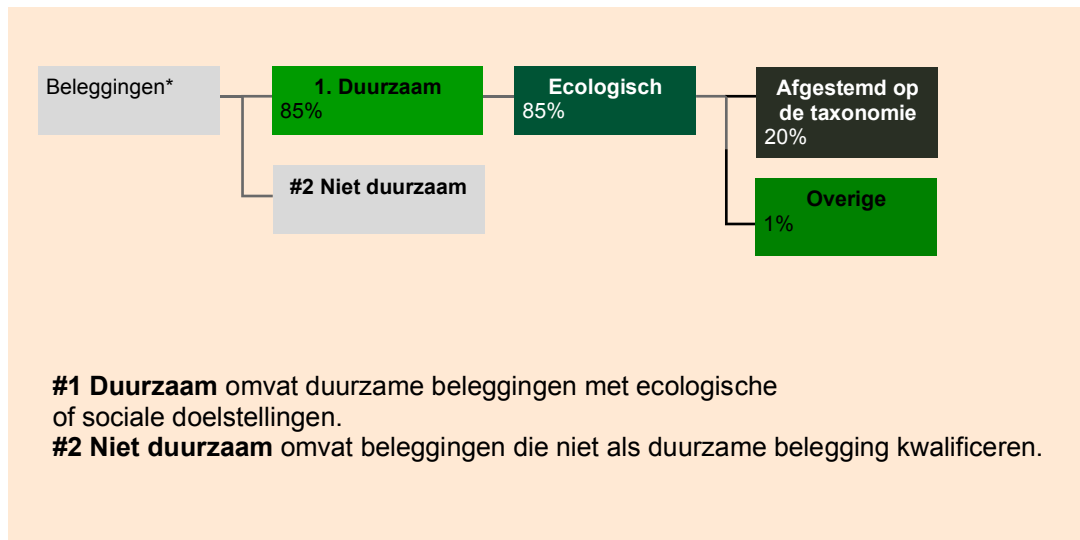 Beleggingen*
1. Duurzaam
85%
Ecologisch
85%
Afgestemd op
de taxonomie
20%
#2 Niet duurzaam
Overige
1%
#1 Duurzaam omvat duurzame beleggingen met ecologische
of sociale doelstellingen.
#2 Niet duurzaam omvat beleggingen die niet als duurzame belegging kwalificeren.